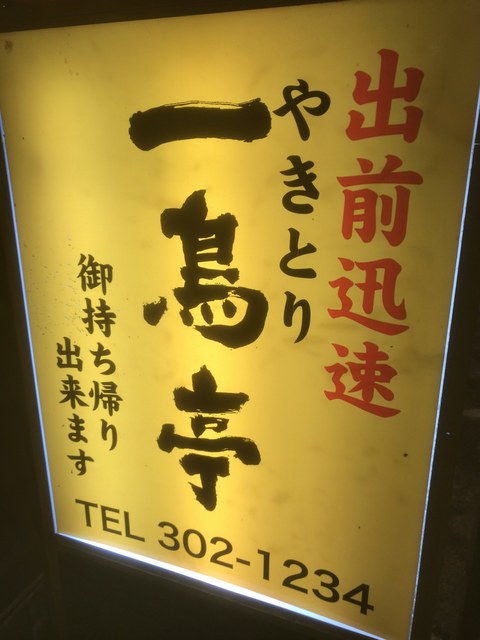 出前迅速
やきとり
一鳥亭
御持ち帰り
出来ます
TEL 302-1234